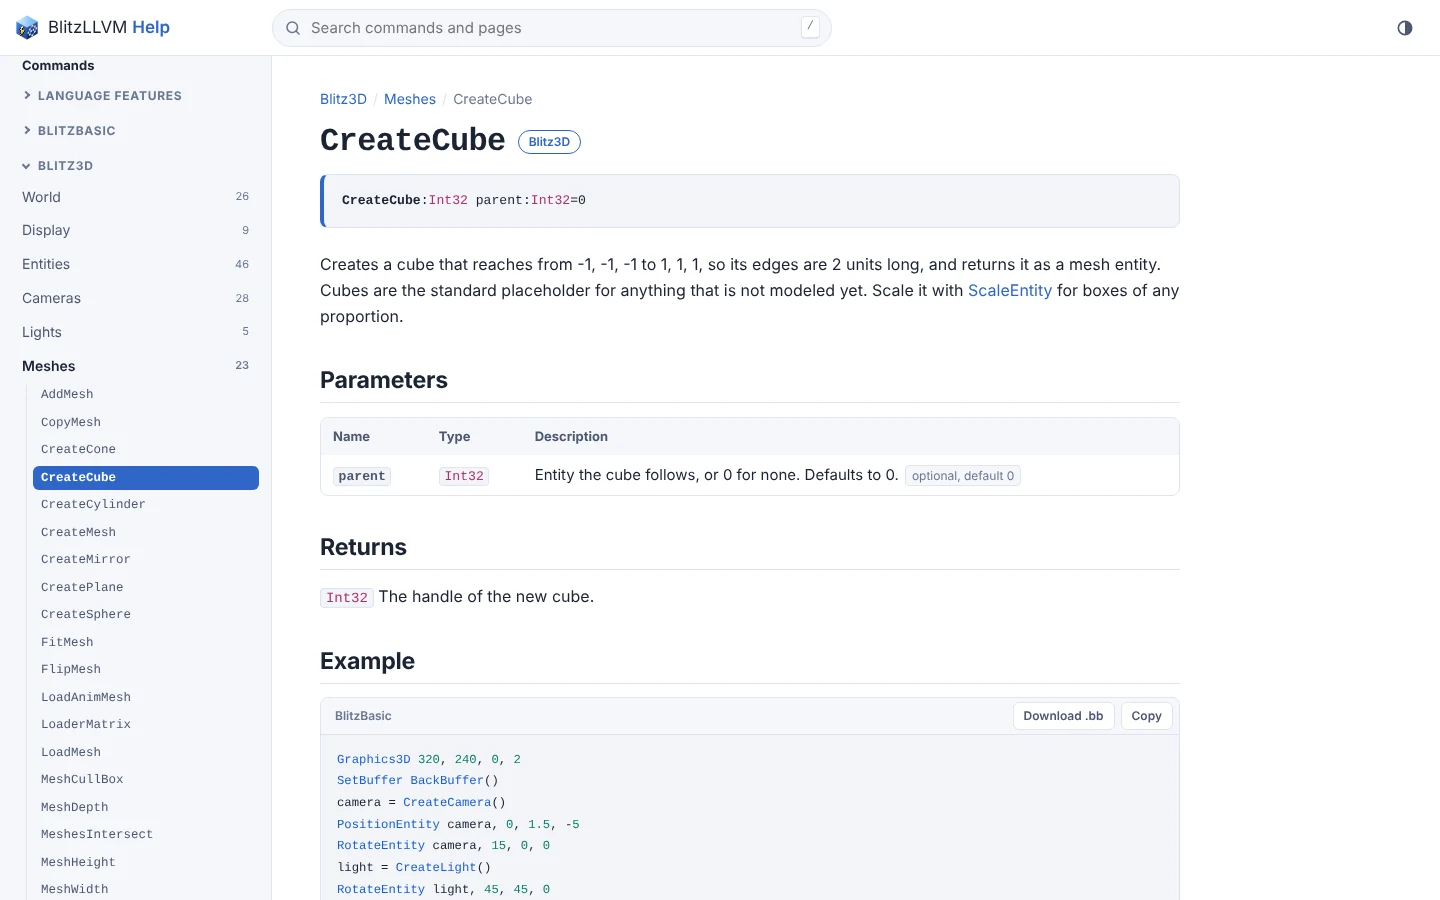 BlitzLLVM Help
Search commands and pages
/
Commands
LANGUAGE FEATURES
BLITZBASIC
BLITZ3D
World 26
Display 9
Entities 46
Cameras 28
Lights 5
Meshes 23
AddMesh
CopyMesh
CreateCone
CreateCube
CreateCylinder
CreateMesh
CreateMirror
CreatePlane
CreateSphere
FitMesh
FlipMesh
LoadAnimMesh
LoaderMatrix
LoadMesh
MeshCullBox
MeshDepth
MeshesIntersect
MeshHeight
MeshWidth
Blitz3D / Meshes / CreateCube
CreateCube Blitz3D
CreateCube:Int32 parent:Int32=0
Creates a cube that reaches from -1, -1, -1 to 1, 1, 1, so its edges are 2 units long, and returns it as a mesh entity.
Cubes are the standard placeholder for anything that is not modeled yet. Scale it with ScaleEntity for boxes of any
proportion.
Parameters
Name Type Description
parent Int32 Entity the cube follows, or 0 for none. Defaults to 0. optional, default 0
Returns
Int32 The handle of the new cube.
Example
BlitzBasic Download .bb Copy
Graphics3D 320, 240, 0, 2
SetBuffer BackBuffer()
camera = CreateCamera()
PositionEntity camera, 0, 1.5, -5
RotateEntity camera, 15, 0, 0
light = CreateLight()
RotateEntity light, 45, 45, 0